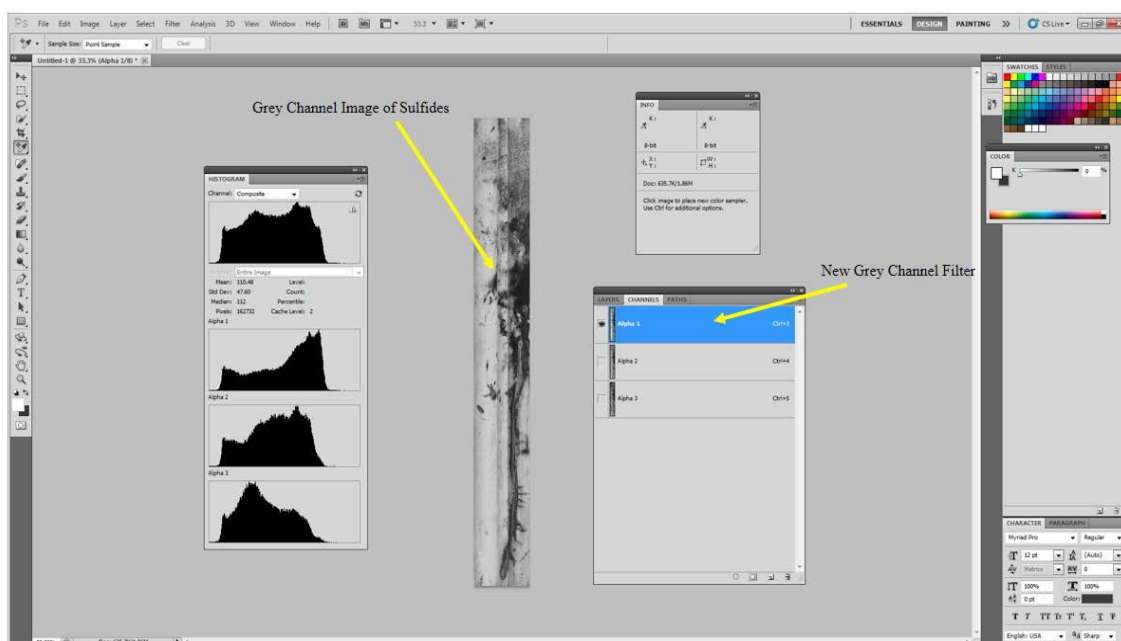 PS File Edit Image Layer Select Filter Analysis 3D View Window Help 33.3 ESSENTIALS DESIGN PAINTING CS Live
Sample Size: Point Sample Clear
Untitled-1 @ 33.3% (Alpha 1/8) *
Grey Channel Image of Sulfides
New Grey Channel Filter
HISTOGRAM
Channel: Composite
Entire Image
Mean: 110.48 Level:
Std Dev: 47.60 Count:
Median: 112 Percentile:
Pixels: 162732 Cache Level: 2
Alpha 1
Alpha 2
Alpha 3
INFO
K: K:
8-bit 8-bit
X: W:
Y: H:
Doc: 635.7K/1.86M
Click image to place new color sampler.
Use Ctrl for additional options.
LAYERS CHANNELS PATHS
Alpha 1 Ctrl+3
Alpha 2 Ctrl+4
Alpha 3 Ctrl+5
SWATCHES STYLES
COLOR
K 0 %
CHARACTER PARAGRAPH
Myriad Pro Regular
12 pt (Auto)
Metrics 0
100% 100%
0 pt Color:
T T TT Tr T' T, T T
English: USA Sharp